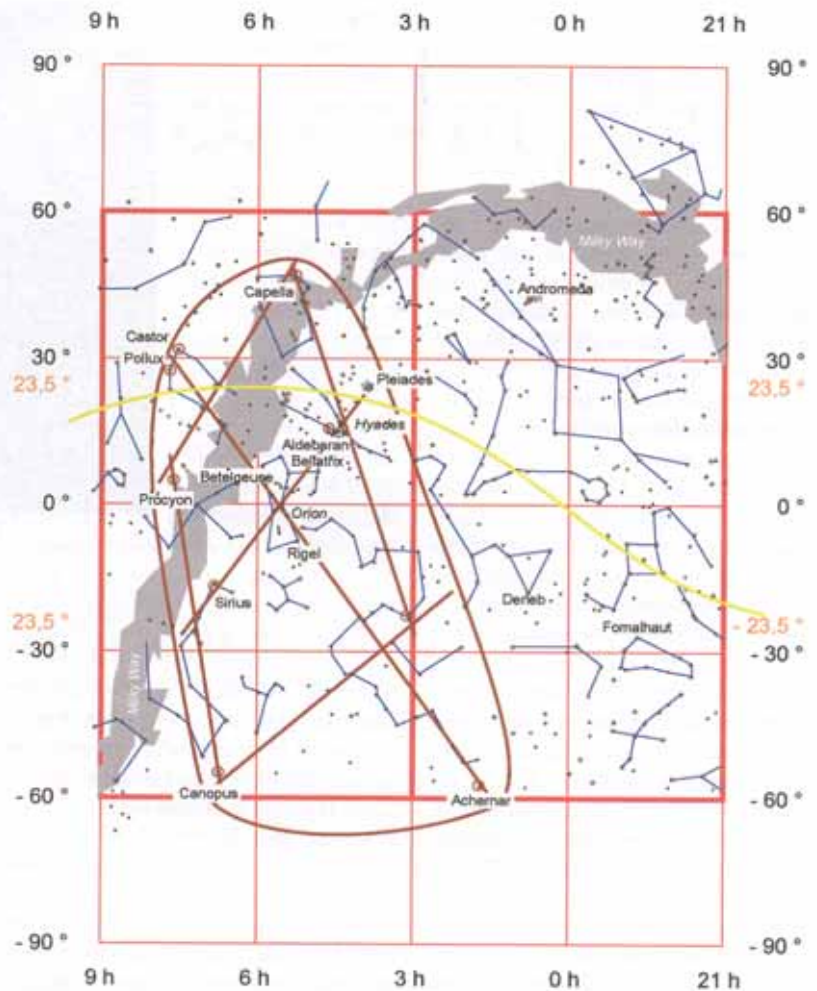 9 h 6 h 3 h 0 h 21 h
90 ° 90 °
60 ° 60 °
Milky Way
Capella Andromeda
Castor
30 ° Pollux 30 °
23,5 ° Pleiades 23,5 °
Hyades
Aldebaran
Bellatrix
Betelgeuse
0 ° Procyon 0 °
Orion
Rigel
Sirius Deneb
23,5 ° Fomalhaut - 23,5 °
- 30 ° - 30 °
Milky Way
Canopus Achernar
- 60 ° - 60 °
- 90 ° - 90 °
9 h 6 h 3 h 0 h 21 h